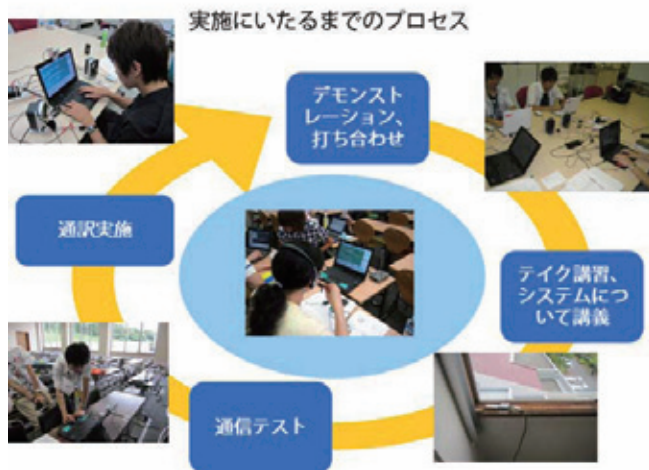 実施にいたるまでのプロセス
デモンスト
レーション、
打ち合わせ
テイク講習、
システムにつ
いて講義
通信テスト
通訳実施